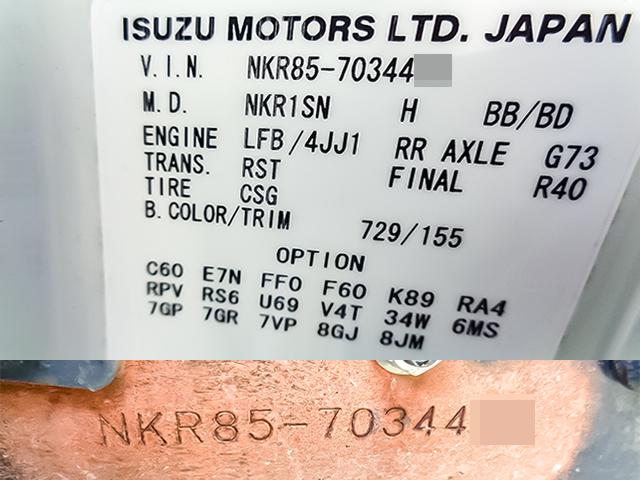 ISUZU MOTORS LTD. JAPAN
V.I.N. NKR85-70344
M.D. NKR1SN H BB/BD
ENGINE LFB/4JJ1 RR AXLE G73
TRANS. RST FINAL R40
TIRE CSG
B.COLOR/TRIM 729/155
OPTION
C60 E7N FF0 F60 K89 RA4
RPV RS6 U69 V4T 34W 6MS
7GP 7GR 7VP 8GJ 8JM
NKR85-70344